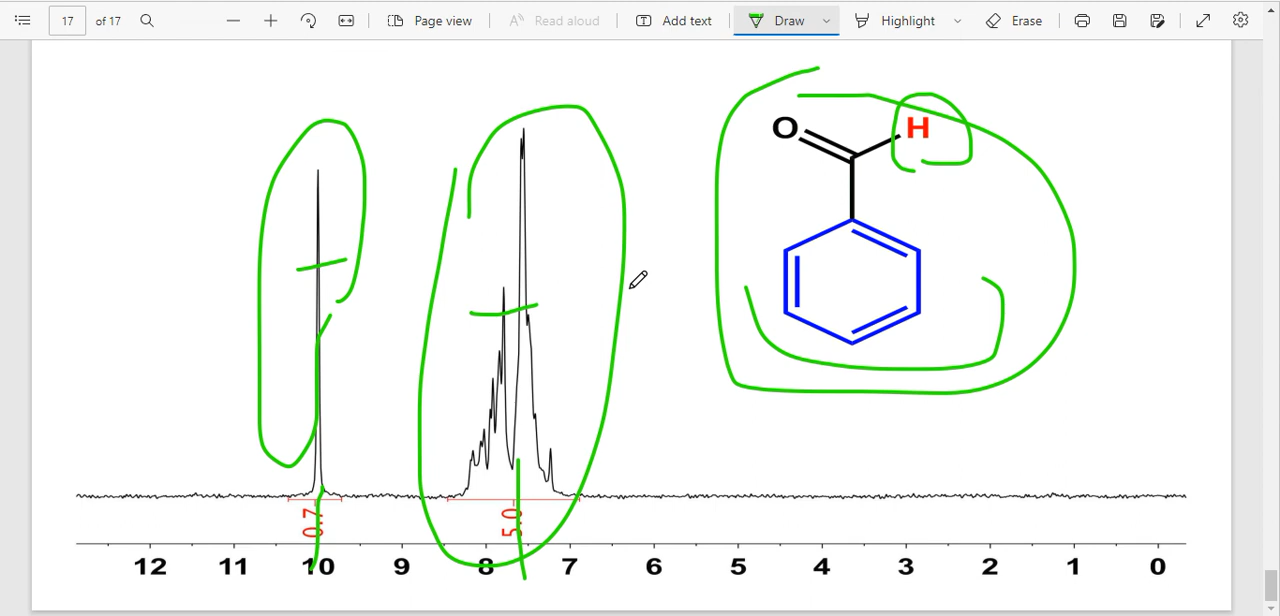 17 of 17 Page view Read aloud Add text Draw Highlight Erase
O H
0.7 5.0
12 11 10 9 8 7 6 5 4 3 2 1 0